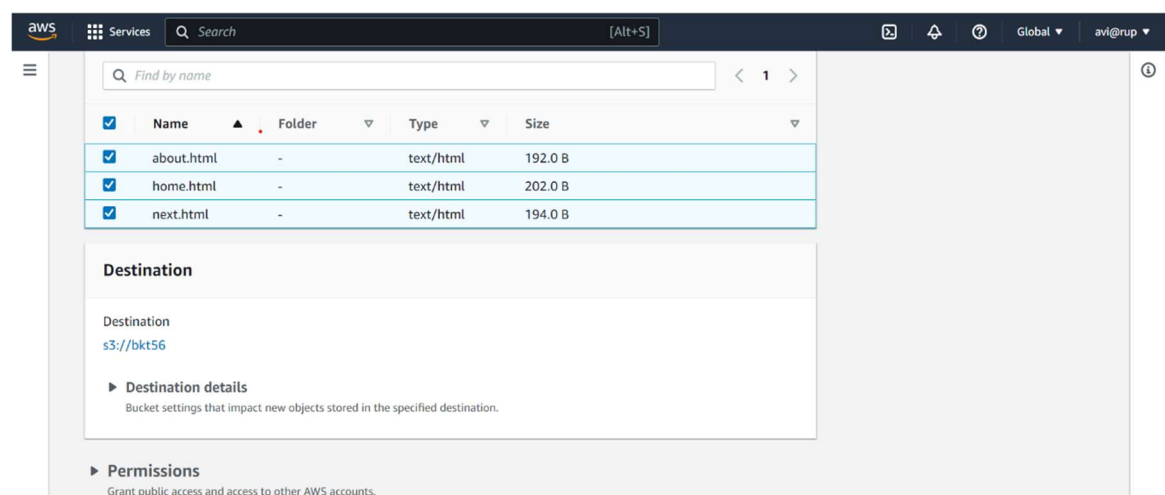 aws Services Search [Alt+S] Global avi@rup
Find by name 1
Name Folder Type Size
about.html - text/html 192.0 B
home.html - text/html 202.0 B
next.html - text/html 194.0 B
Destination
Destination
s3://bkt56
Destination details
Bucket settings that impact new objects stored in the specified destination.
Permissions
Grant public access and access to other AWS accounts.